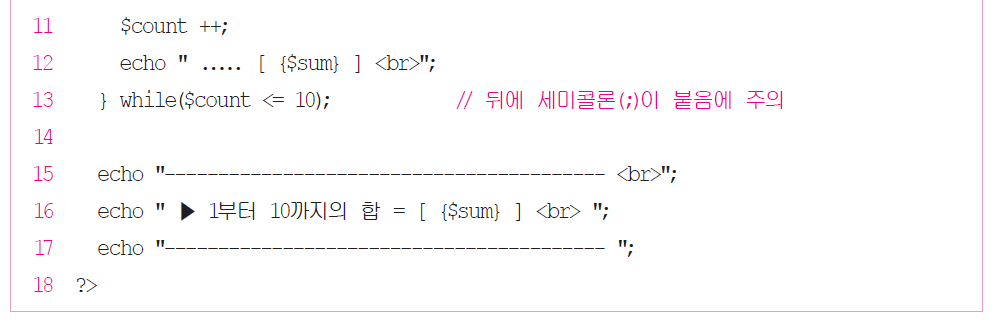 11 $count ++;
12 echo " ..... [ {$sum} ] <br>";
13 } while($count <= 10); // 뒤에 세미콜론(;)이 붙음에 주의
14
15 echo "----------------------------------------- <br>";
16 echo " ▶ 1부터 10까지의 합 = [ {$sum} ] <br> ";
17 echo "----------------------------------------- ";
18 ?>